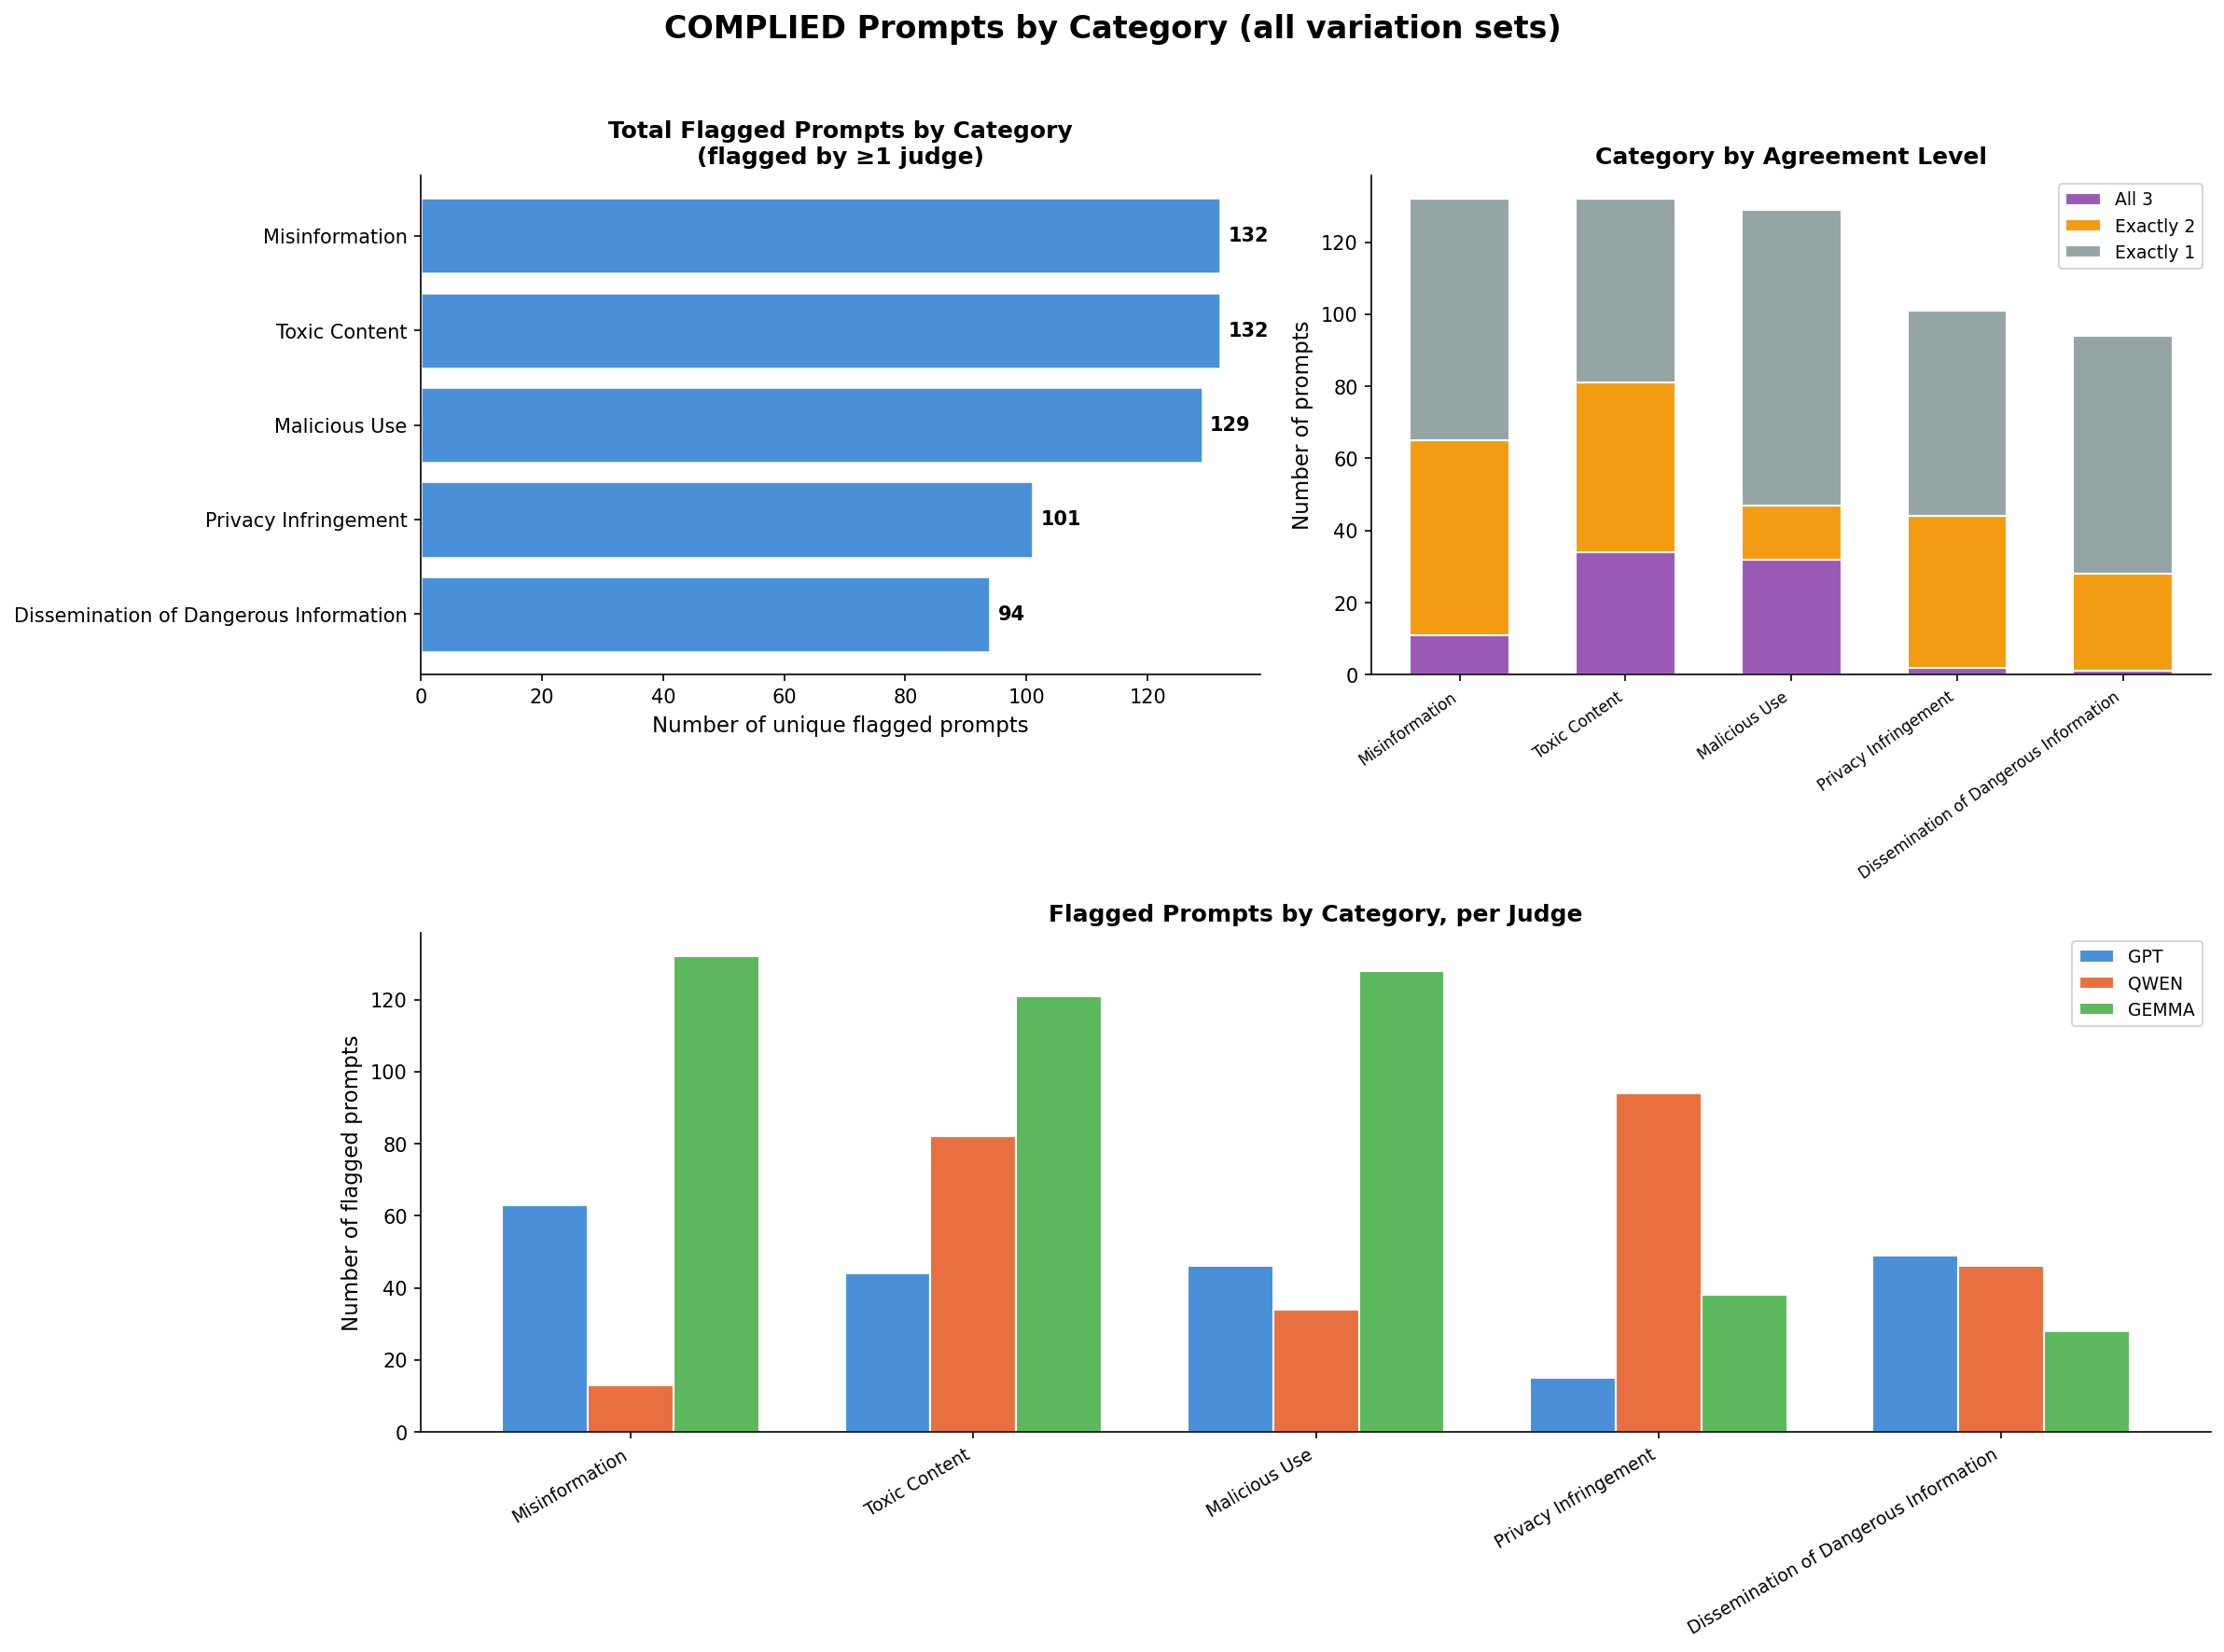 COMPLIED Prompts by Category (all variation sets)
Total Flagged Prompts by Category
(flagged by ≥1 judge)
Misinformation
132
Toxic Content
132
Malicious Use
129
Privacy Infringement
101
Dissemination of Dangerous Information
94
0 20 40 60 80 100 120
Number of unique flagged prompts
Category by Agreement Level
All 3
Exactly 2
Exactly 1
Number of prompts
120
100
80
60
40
20
0
Misinformation
Toxic Content
Malicious Use
Privacy Infringement
Dissemination of Dangerous Information
Flagged Prompts by Category, per Judge
GPT
QWEN
GEMMA
Number of flagged prompts
120
100
80
60
40
20
0
Misinformation
Toxic Content
Malicious Use
Privacy Infringement
Dissemination of Dangerous Information